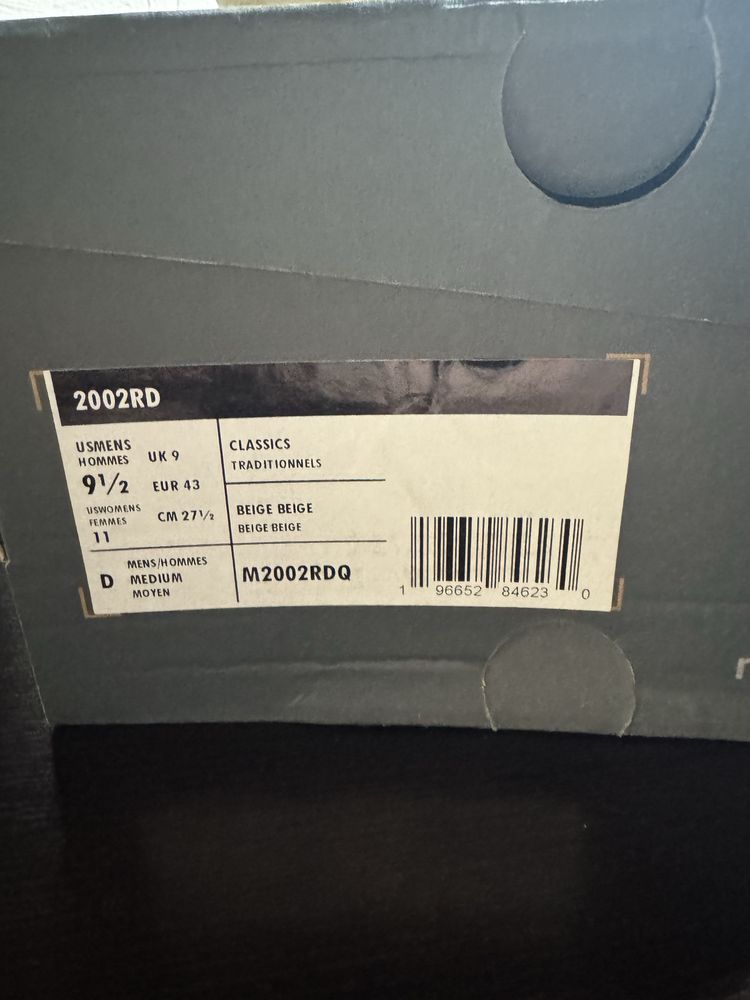 2002RD
USMENS
HOMMES
9½
UK 9
EUR 43
USWOMENS
FEMMES
11
CM 27½
CLASSICS
TRADITIONNELS
BEIGE BEIGE
BEIGE BEIGE
D
MENS/HOMMES
MEDIUM
MOYEN
M2002RDQ
1 96652 84623 0